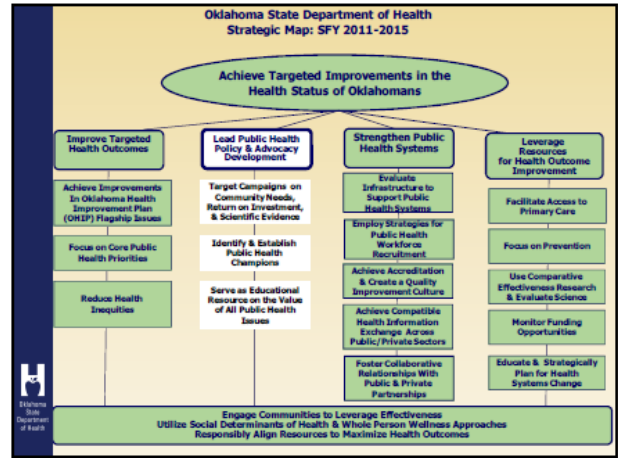 Oklahoma State Department of Health
Strategic Map: SFY 2011-2015
Achieve Targeted Improvements in the
Health Status of Oklahomans
Improve Targeted
Health Outcomes
Achieve Improvements
In Oklahoma Health
Improvement Plan
(OHIP) Flagship Issues
Focus on Core Public
Health Priorities
Reduce Health
Inequities
Lead Public Health
Policy & Advocacy
Development
Target Campaigns on
Community Needs,
Return on Investment,
& Scientific Evidence
Identify & Establish
Public Health
Champions
Serve as Educational
Resource on the Value
of All Public Health
Issues
Strengthen Public
Health Systems
Evaluate
Infrastructure to
Support Public
Health Systems
Employ Strategies for
Public Health
Workforce
Recruitment
Achieve Accreditation
& Create a Quality
Improvement Culture
Achieve Compatible
Health Information
Exchange Across
Public/Private Sectors
Foster Collaborative
Relationships With
Public & Private
Partnerships
Leverage
Resources
for Health Outcome
Improvement
Facilitate Access to
Primary Care
Focus on Prevention
Use Comparative
Effectiveness Research
& Evaluate Science
Monitor Funding
Opportunities
Educate & Strategically
Plan for Health
Systems Change
Engage Communities to Leverage Effectiveness
Utilize Social Determinants of Health & Whole Person Wellness Approaches
Responsibly Align Resources to Maximize Health Outcomes
Oklahoma
State
Department
of Health